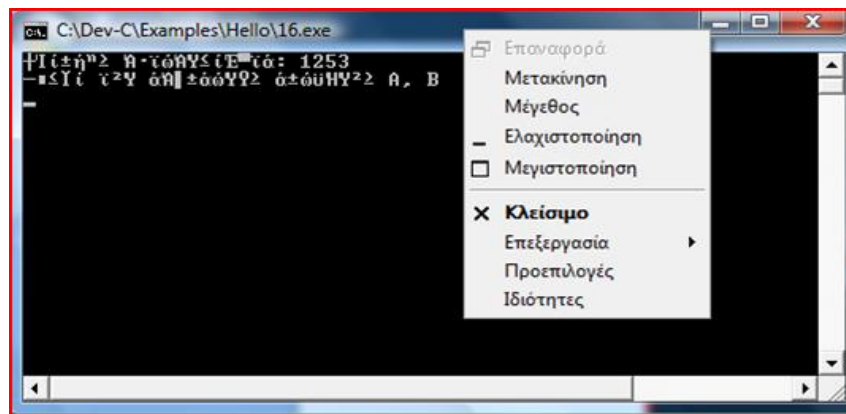 C:\Dev-C\Examples\Hello\16.exe
1253
A, B
Επαναφορά
Μετακίνηση
Μέγεθος
Ελαχιστοποίηση
Μεγιστοποίηση
Κλείσιμο
Επεξεργασία
Προεπιλογές
Ιδιότητες